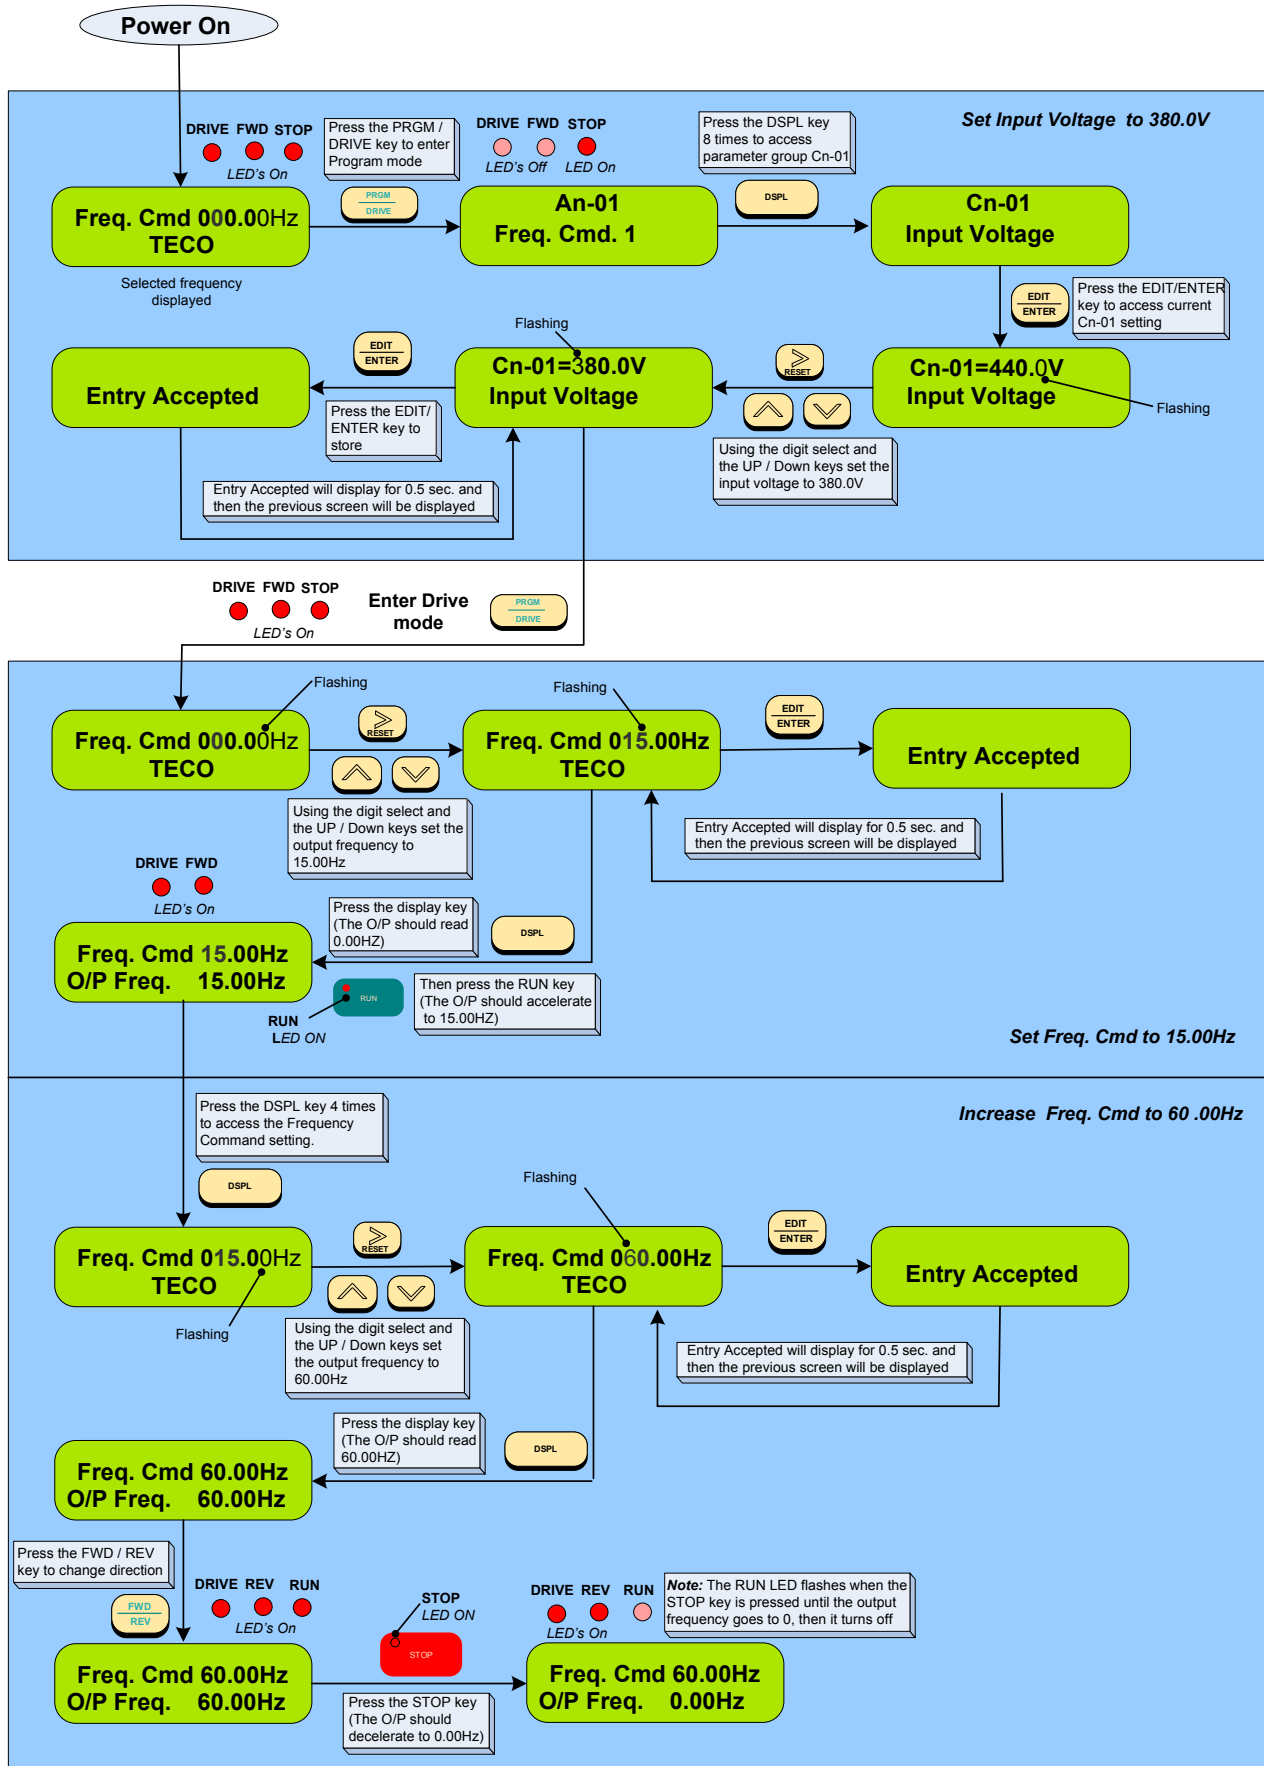 Power On
Set Input Voltage to 380.0V
DRIVE FWD STOP
LED's On
Press the PRGM /
DRIVE key to enter
Program mode
PRGM
DRIVE
DRIVE FWD STOP
LED's Off LED On
Press the DSPL key
8 times to access
parameter group Cn-01
DSPL
Freq. Cmd 000.00Hz
TECO
An-01
Freq. Cmd. 1
Cn-01
Input Voltage
Selected frequency
displayed
EDIT
ENTER
Press the EDIT/ENTER
key to access current
Cn-01 setting
Flashing
EDIT
ENTER
Entry Accepted
Cn-01=380.0V
Input Voltage
RESET
Cn-01=440.0V
Input Voltage
Flashing
Press the EDIT/
ENTER key to
store
Using the digit select and
the UP / Down keys set the
input voltage to 380.0V
Entry Accepted will display for 0.5 sec. and
then the previous screen will be displayed
DRIVE FWD STOP
LED's On
Enter Drive
mode
PRGM
DRIVE
Flashing
Flashing
Freq. Cmd 000.00Hz
TECO
RESET
Freq. Cmd 015.00Hz
TECO
EDIT
ENTER
Entry Accepted
Using the digit select and
the UP / Down keys set the
output frequency to
15.00Hz
Entry Accepted will display for 0.5 sec. and
then the previous screen will be displayed
DRIVE FWD
LED's On
Press the display key
(The O/P should read
0.00HZ)
DSPL
Freq. Cmd 15.00Hz
O/P Freq. 15.00Hz
RUN
RUN
LED ON
Then press the RUN key
(The O/P should accelerate
to 15.00HZ)
Set Freq. Cmd to 15.00Hz
Press the DSPL key 4 times
to access the Frequency
Command setting.
DSPL
Increase Freq. Cmd to 60 .00Hz
Flashing
Freq. Cmd 015.00Hz
TECO
RESET
Freq. Cmd 060.00Hz
TECO
EDIT
ENTER
Entry Accepted
Flashing
Using the digit select and
the UP / Down keys set
the output frequency to
60.00Hz
Entry Accepted will display for 0.5 sec. and
then the previous screen will be displayed
Press the display key
(The O/P should read
60.00HZ)
DSPL
Freq. Cmd 60.00Hz
O/P Freq. 60.00Hz
Press the FWD / REV
key to change direction
FWD
REV
DRIVE REV RUN
LED's On
STOP
LED ON
STOP
DRIVE REV RUN
LED's On
Note: The RUN LED flashes when the
STOP key is pressed until the output
frequency goes to 0, then it turns off
Freq. Cmd 60.00Hz
O/P Freq. 60.00Hz
Press the STOP key
(The O/P should
decelerate to 0.00Hz)
Freq. Cmd 60.00Hz
O/P Freq. 0.00Hz